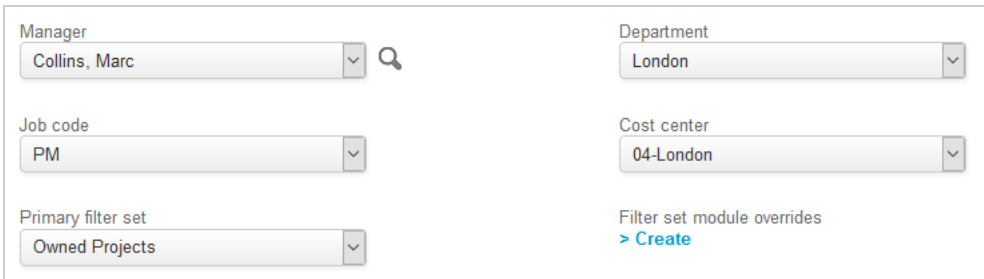 Manager
Collins, Marc
Department
London
Job code
PM
Cost center
04-London
Primary filter set
Owned Projects
Filter set module overrides
> Create